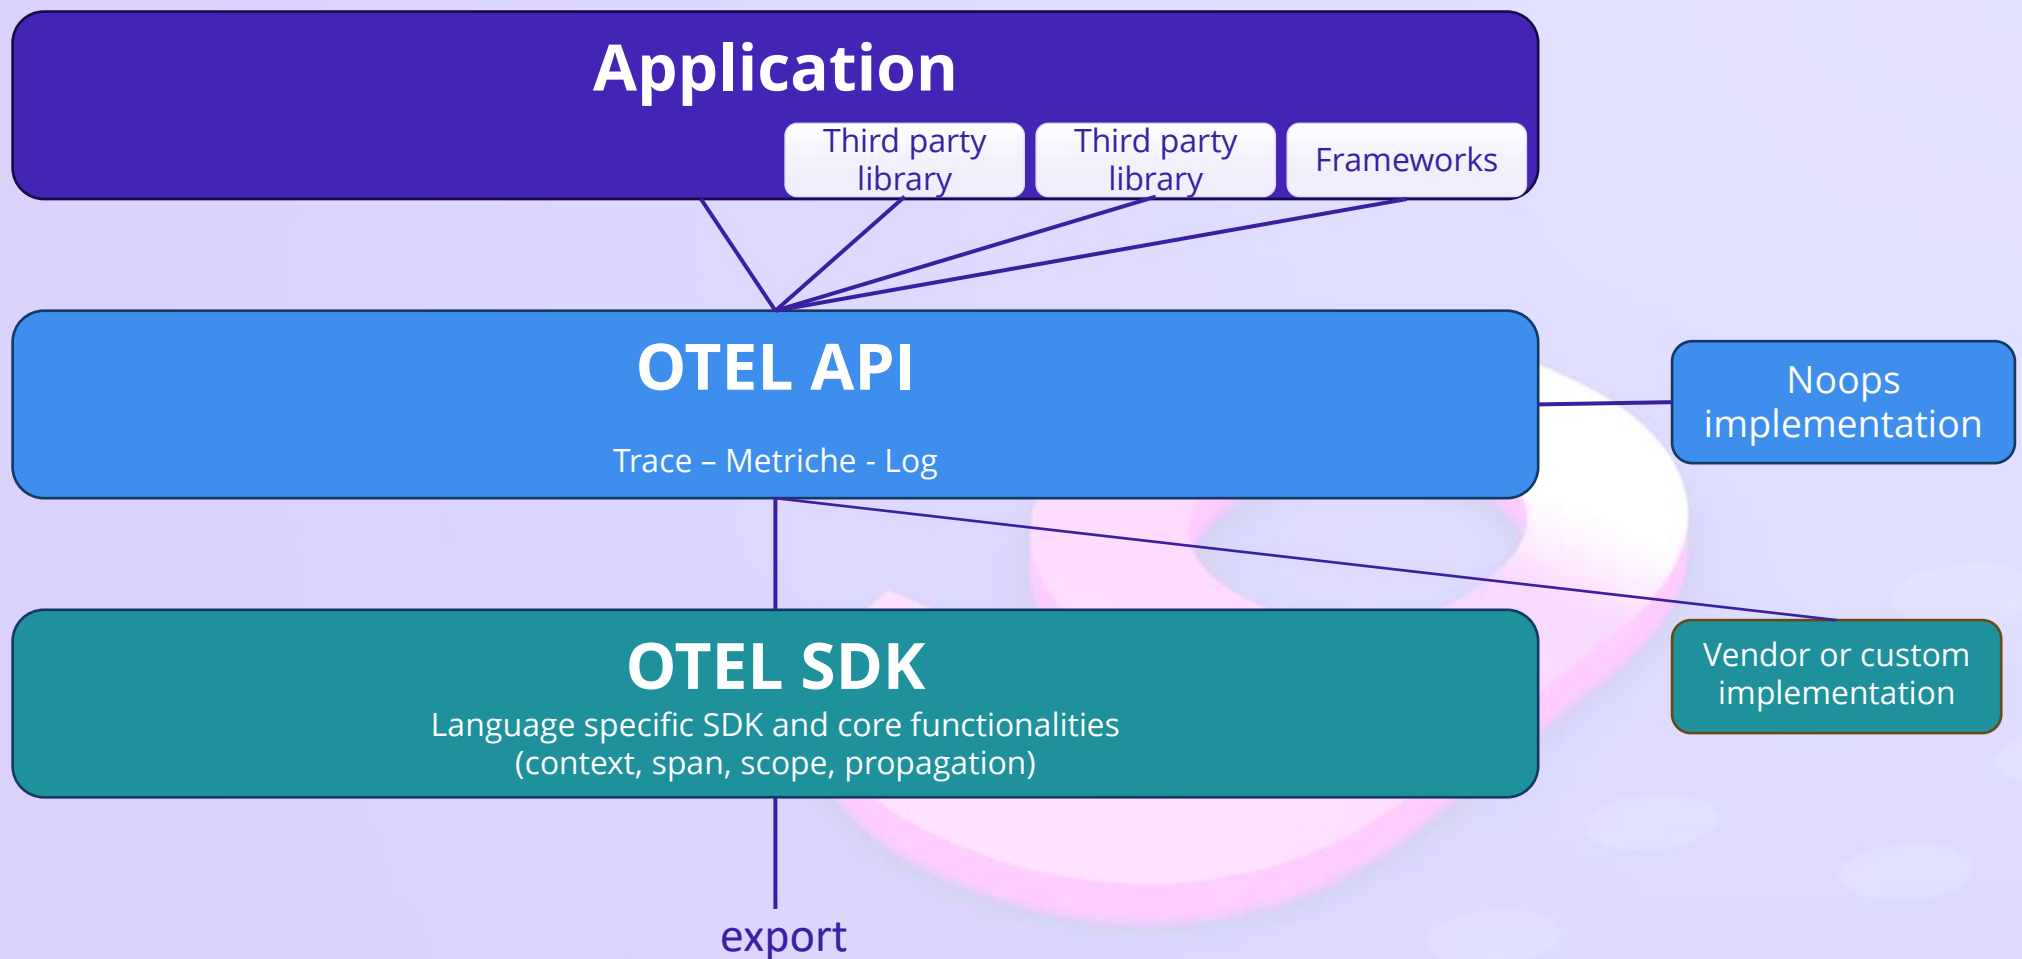 Application
Third party
library
Third party
library
Frameworks
OTEL API
Trace – Metriche - Log
Noops
implementation
OTEL SDK
Language specific SDK and core functionalities
(context, span, scope, propagation)
Vendor or custom
implementation
export